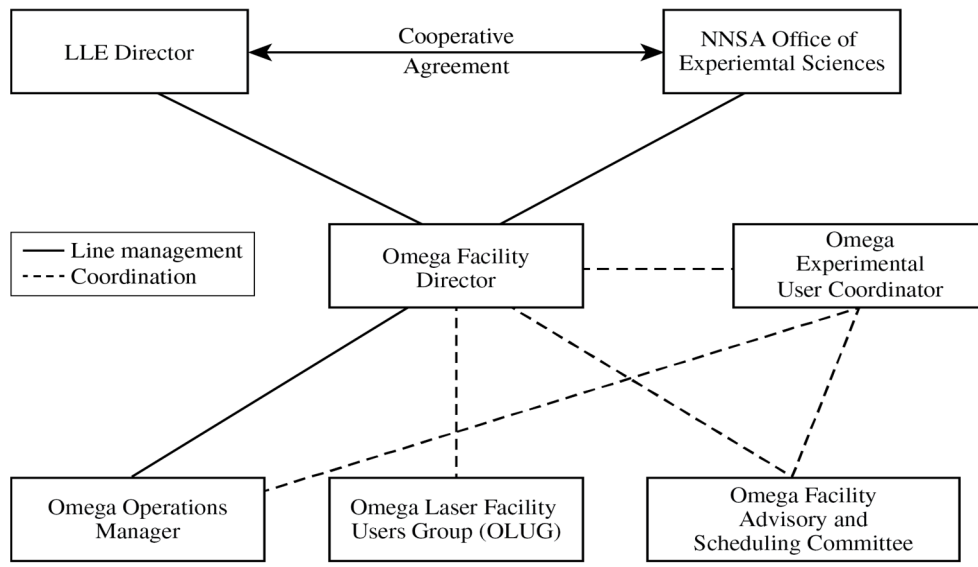 LLE Director
Cooperative
Agreement
NNSA Office of
Experiemtal Sciences
Line management
Coordination
Omega Facility
Director
Omega
Experimental
User Coordinator
Omega Operations
Manager
Omega Laser Facility
Users Group (OLUG)
Omega Facility
Advisory and
Scheduling Committee